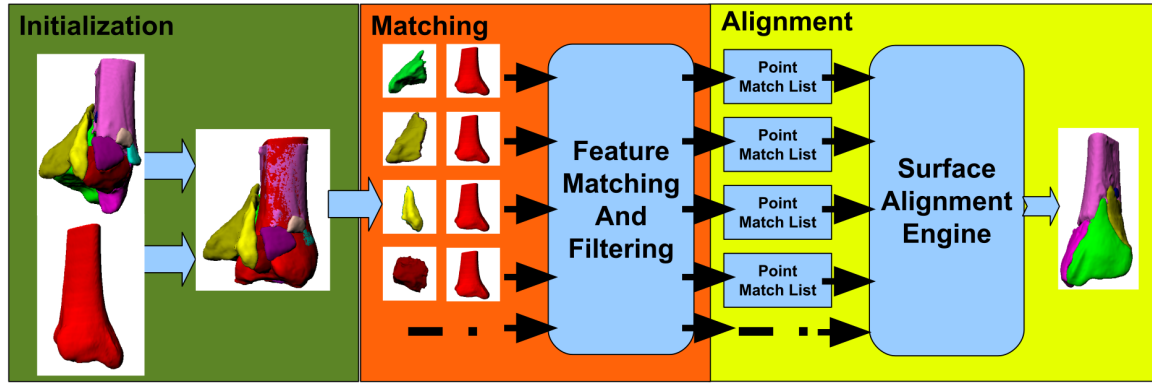 Initialization
Matching
Alignment
Feature
Matching
And
Filtering
Point
Match List
Point
Match List
Point
Match List
Point
Match List
Surface
Alignment
Engine